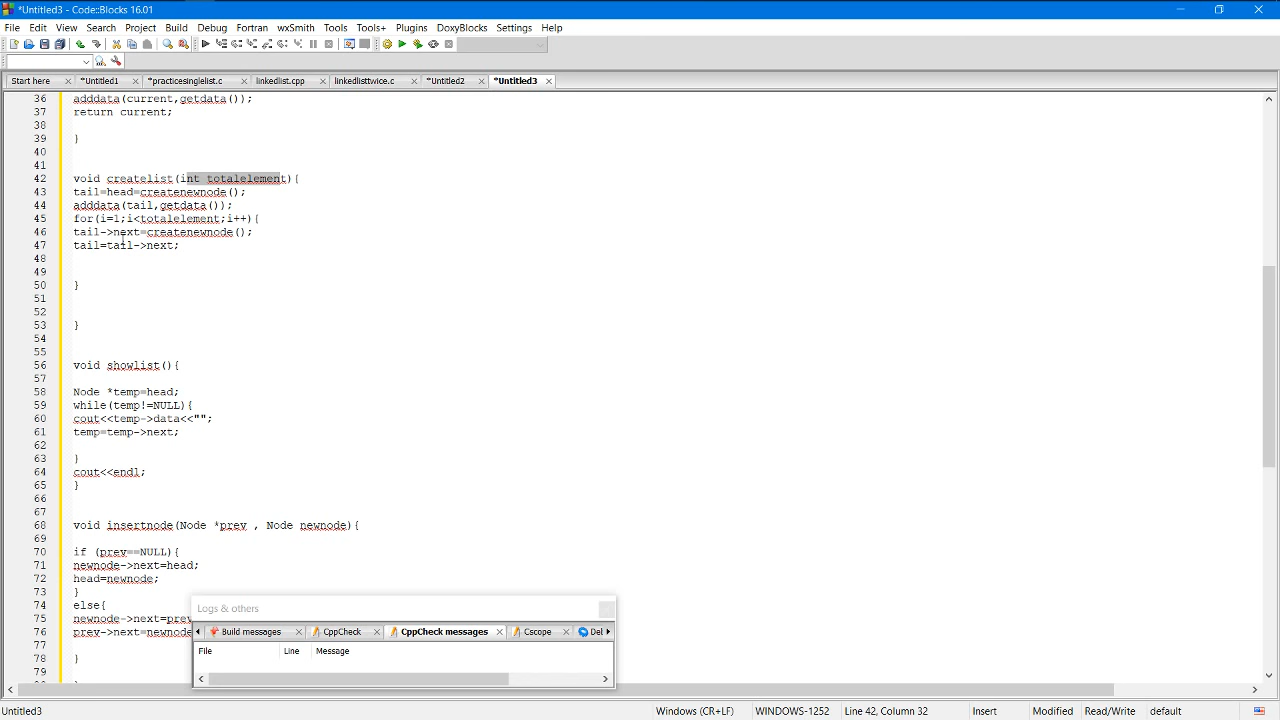 *Untitled3 - Code::Blocks 16.01
File Edit View Search Project Build Debug Fortran wxSmith Tools Tools+ Plugins DoxyBlocks Settings Help
Start here *Untitled1 *practicesinglelist.c linkedlist.cpp linkedlisttwice.c *Untitled2 *Untitled3
36 adddata(current,getdata());
37 return current;
38
39 }
40
41
42 void createlist(int totalelement){
43 tail=head=createnewnode();
44 adddata(tail,getdata());
45 for(i=1;i<totalelement;i++){
46 tail->next=createnewnode();
47 tail=tail->next;
48
49
50 }
51
52
53 }
54
55
56 void showlist(){
57
58 Node *temp=head;
59 while(temp!=NULL){
60 cout<<temp->data<<"";
61 temp=temp->next;
62
63 }
64 cout<<endl;
65 }
66
67
68 void insertnode(Node *prev , Node newnode){
69
70 if (prev==NULL){
71 newnode->next=head;
72 head=newnode;
73 }
74 else{
75 newnode->next=prev
76 prev->next=newnode
77
78 }
79
Logs & others
Build messages CppCheck CppCheck messages Cscope Del
File Line Message
Untitled3 Windows (CR+LF) WINDOWS-1252 Line 42, Column 32 Insert Modified Read/Write default